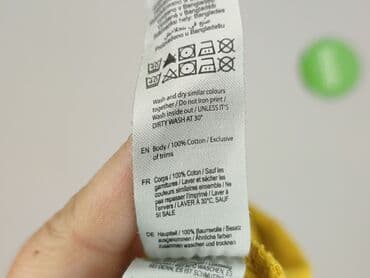 Wash and dry similar colours
together / Do not iron print /
Wash inside out / UNLESS IT'S
DIRTY WASH AT 30°
EN Body / 100% Cotton / Exclusive
of trims
FR Corps / 100% Coton / Sauf les
garnitures / Laver et sécher les
couleurs similaires ensemble / Ne
pas repasser l'imprimé / Laver à
l'envers / LAVER À 30°C, SAUF
SI SALE
DE Hauptteil / 100% Baumwolle / Besatz
ausgenommen / Ähnliche Farben
zusammen waschen und trocknen